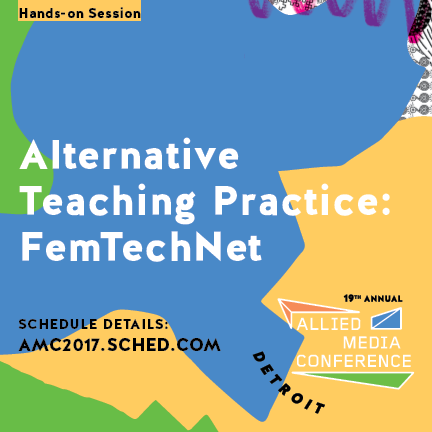 Hands-on Session
Alternative
Teaching Practice:
FemTechNet
SCHEDULE DETAILS:
AMC2017.SCHED.COM
19TH ANNUAL
ALLIED
MEDIA
CONFERENCE
DETROIT